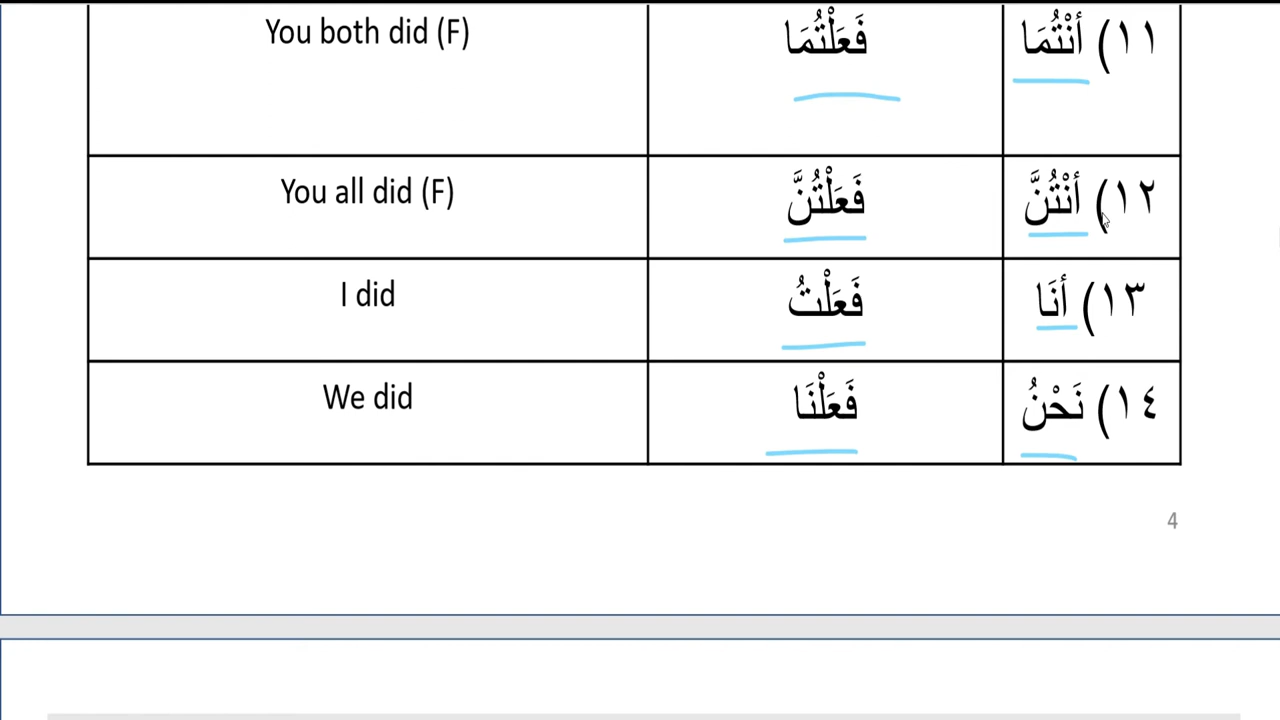 You both did (F) فَعَلْتُمَا أَنْتُمَا (١١
You all did (F) فَعَلْتُنَّ أَنْتُنَّ (١٢
I did فَعَلْتُ أَنَا (١٣
We did فَعَلْنَا نَحْنُ (١٤
4